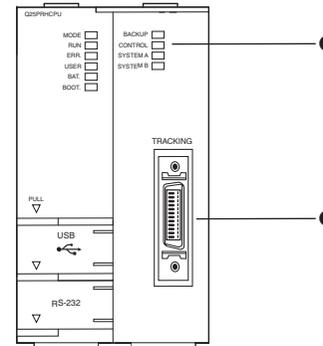 Q25PRHCPU
MODE
RUN
ERR.
USER
BAT.
BOOT.
BACKUP
CONTROL
SYSTEM A
SYSTEM B
TRACKING
PULL
USB
RS-232